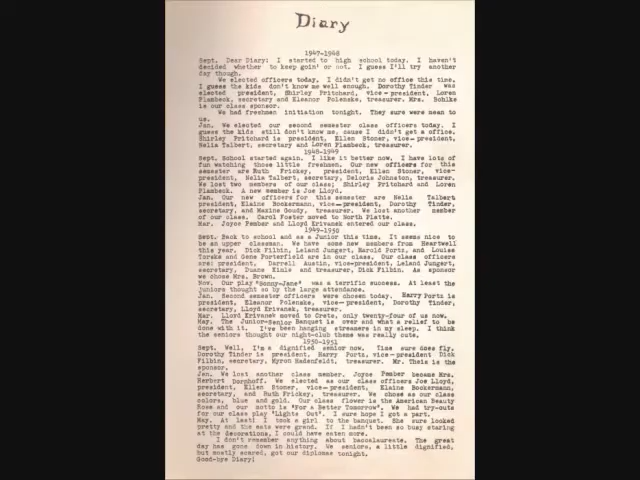 Diary
1947-1948
Sept. Dear Diary: I started to high school today. I haven't
decided whether to keep goin' or not. I guess I'll try another
day though.
We elected officers today. I didn't get no office this time.
I guess the kids don't know me well enough. Dorothy Tinder was
elected president, Shirley Pritchard, vice-president, Loren
Flambeck, secretary and Eleanor Polenske, treasurer. Mrs. Bohlke
is our class sponsor.
We had freshmen initiation tonight. They sure were mean to
us.
Jan. We elected our second semester class officers today. I
guess the kids still don't know me, cause I didn't get a office.
Shirley Pritchard is president, Ellen Stoner, vice-president,
Nelia Talbert, secretary and Loren Flambeck, treasurer.
1948-1949
Sept. School started again. I like it better now. I have lots of
fun watching those little freshmen. Our new officers for this
semester are Ruth Frickey, president, Ellen Stoner, vice-
president, Nelia Talbert, secretary, Deloris Johnston, treasurer.
We lost two members of our class; Shirley Pritchard and Loren
Flambeck. A new member is Joe Lloyd.
Jan. Our new officers for this semester are Nelia Talbert
president, Elaine Bockermann, vice-president, Dorothy Tinder,
secretary, and Maxine Goudy, treasurer. We lost another member
of our class. Carol Foster moved to North Platte.
Mar. Joyce Pember and Lloyd Krivanek entered our class.
1949-1950
Sept. Back to school and as a Junior this time. It seems nice to
be an upper classman. We have some new members from Heartwell
this year. Dick Filbin, Leland Jungert, Harold Portz, and Louise
and Gene Porterfield are in our class. Our class officers
are: president, Darrell Austin, vice-president, Leland Jungert,
secretary, Duane Kinle and treasurer, Dick Filbin. As sponsor
we chose Mrs. Brown.
Nov. Our play "Sonny-Jane" was a terrific success. At least the
juniors thought so by the large attendance.
Jan. Second semester officers were chosen today. Harry Portz is
president, Eleanor Polenske, vice-president, Dorothy Tinder,
secretary, Lloyd Krivanek, treasurer.
Mar. Lloyd Krivanek moved to Crete, only twenty-four of us now.
May. The Junior-Senior Banquet is over and what a relief to be
done with it. I've been hanging streamers in my sleep. I think
the seniors thought our night-club theme was really cute.
1950-1951
Sept. Well, I'm a dignified senior now. Time sure does fly.
Dorothy Tinder is president, Harry Portz, vice-president Dick
Filbin, secretary, Myron Hadenfeldt, treasurer. Mr. Theis is the
sponsor.
Jan. We lost another class member. Joyce Pember became Mrs.
Herbert Dornhoff. We elected as our class officers Joe Lloyd,
president, Ellen Stoner, vice-president, Elaine Bockermann,
secretary, and Ruth Frickey, treasurer. We chose as our class
colors, blue and gold. Our class flower is the American Beauty
Rose and our motto is "For a Better Tomorrow". We had try-outs
for our class play "Lights Out". I sure hope I got a part.
May. At last! I took a girl to the banquet. She sure looked
pretty and the eats were grand. If I hadn't been so busy staring
at the decorations, I could have eaten more.
I don't remember anything about baccalaureate. The great
day has gone down in history. We seniors, a little dignified,
but mostly scared, got our diplomas tonight.
Good-bye Diary!